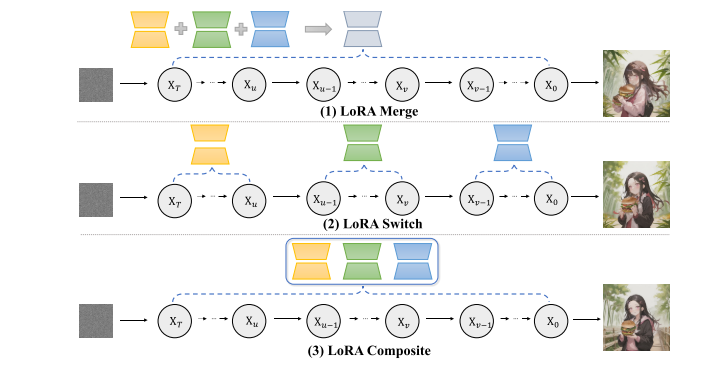 X_T ... X_u X_{u-1} ... X_v X_{v-1} ... X_0
(1) LoRA Merge
X_T ... X_u X_{u-1} ... X_v X_{v-1} ... X_0
(2) LoRA Switch
X_T ... X_u X_{u-1} ... X_v X_{v-1} ... X_0
(3) LoRA Composite